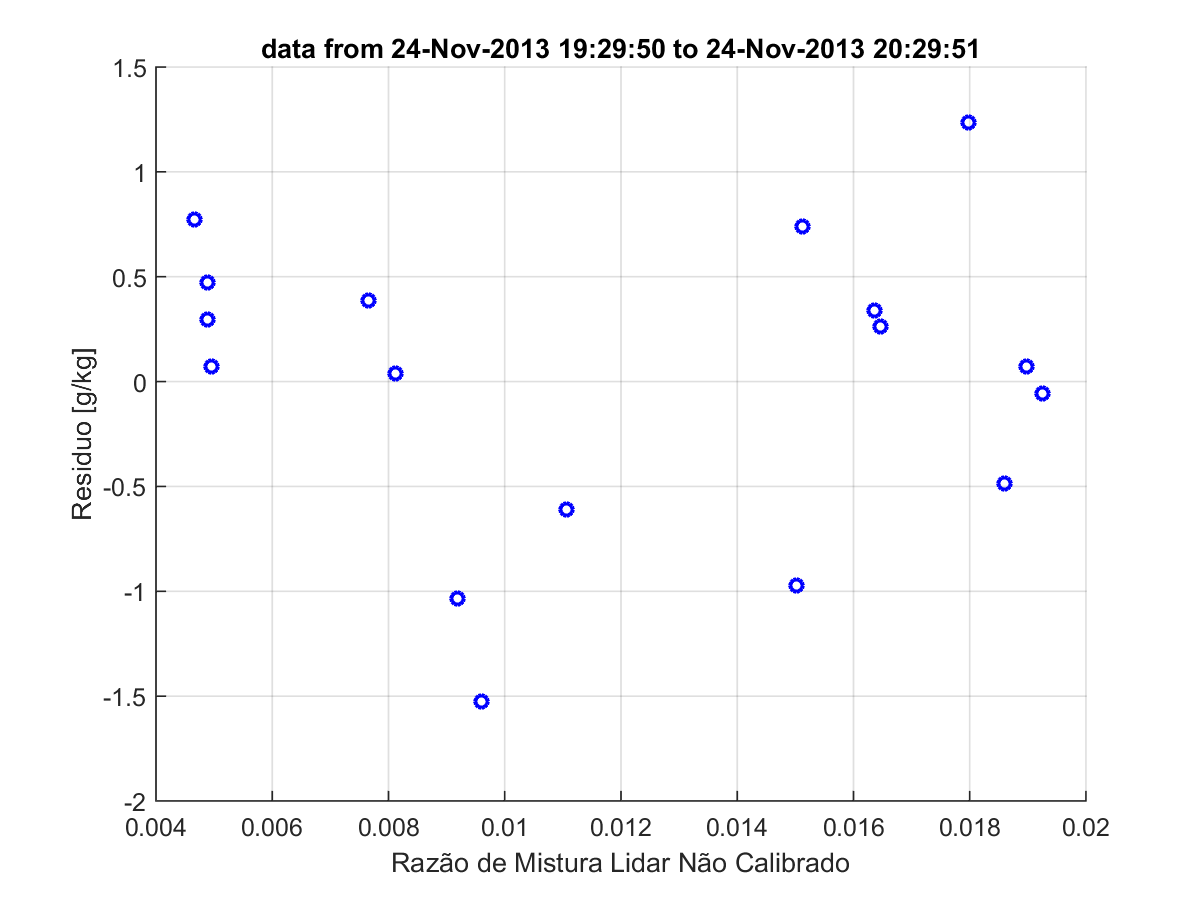 data from 24-Nov-2013 19:29:50 to 24-Nov-2013 20:29:51
1.5
1
0.5
0
-0.5
-1
-1.5
-2
Residuo [g/kg]
0.004 0.006 0.008 0.01 0.012 0.014 0.016 0.018 0.02
Razão de Mistura Lidar Não Calibrado